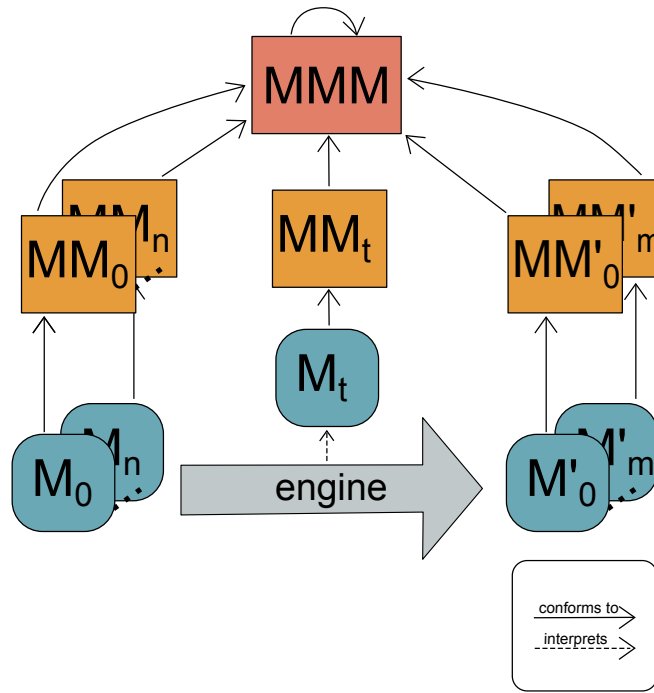 MMM
MMₙ
MM₀
MMₜ
MM'ₘ
MM'₀
Mₜ
Mₙ
M₀
engine
M'ₘ
M'₀
conforms to
interprets